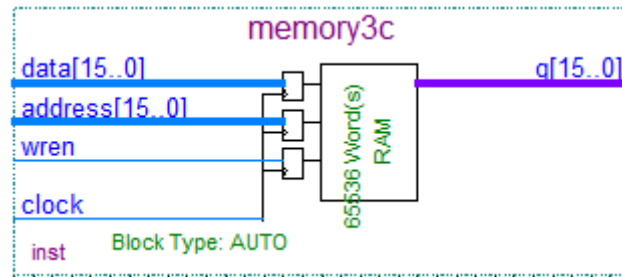 memory3c
data[15..0]
q[15..0]
address[15..0]
wren
65536 Word(s)
RAM
clock
Block Type: AUTO
inst